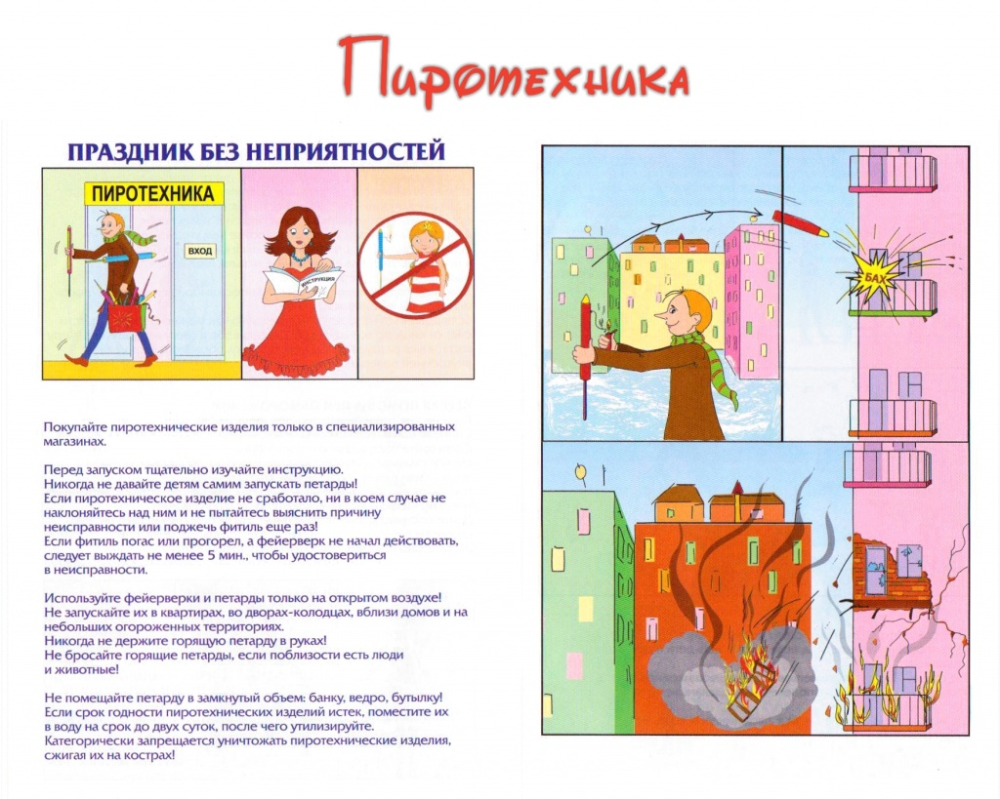 Пиротехника
ПРАЗДНИК БЕЗ НЕПРИЯТНОСТЕЙ
ПИРОТЕХНИКА
ВХОД
ИНСТРУКЦИЯ
Покупайте пиротехнические изделия только в специализированных
магазинах.
Перед запуском тщательно изучайте инструкцию.
Никогда не давайте детям самим запускать петарды!
Если пиротехническое изделие не сработало, ни в коем случае не
наклоняйтесь над ним и не пытайтесь выяснить причину
неисправности или поджечь фитиль еще раз!
Если фитиль погас или прогорел, а фейерверк не начал действовать,
следует выждать не менее 5 мин., чтобы удостовериться
в неисправности.
Используйте фейерверки и петарды только на открытом воздухе!
Не запускайте их в квартирах, во дворах-колодцах, вблизи домов и на
небольших огороженных территориях.
Никогда не держите горящую петарду в руках!
Не бросайте горящие петарды, если поблизости есть люди
и животные!
Не помещайте петарду в замкнутый объем: банку, ведро, бутылку!
Если срок годности пиротехнических изделий истек, поместите их
в воду на срок до двух суток, после чего утилизируйте.
Категорически запрещается уничтожать пиротехнические изделия,
сжигая их на кострах!
БАХ